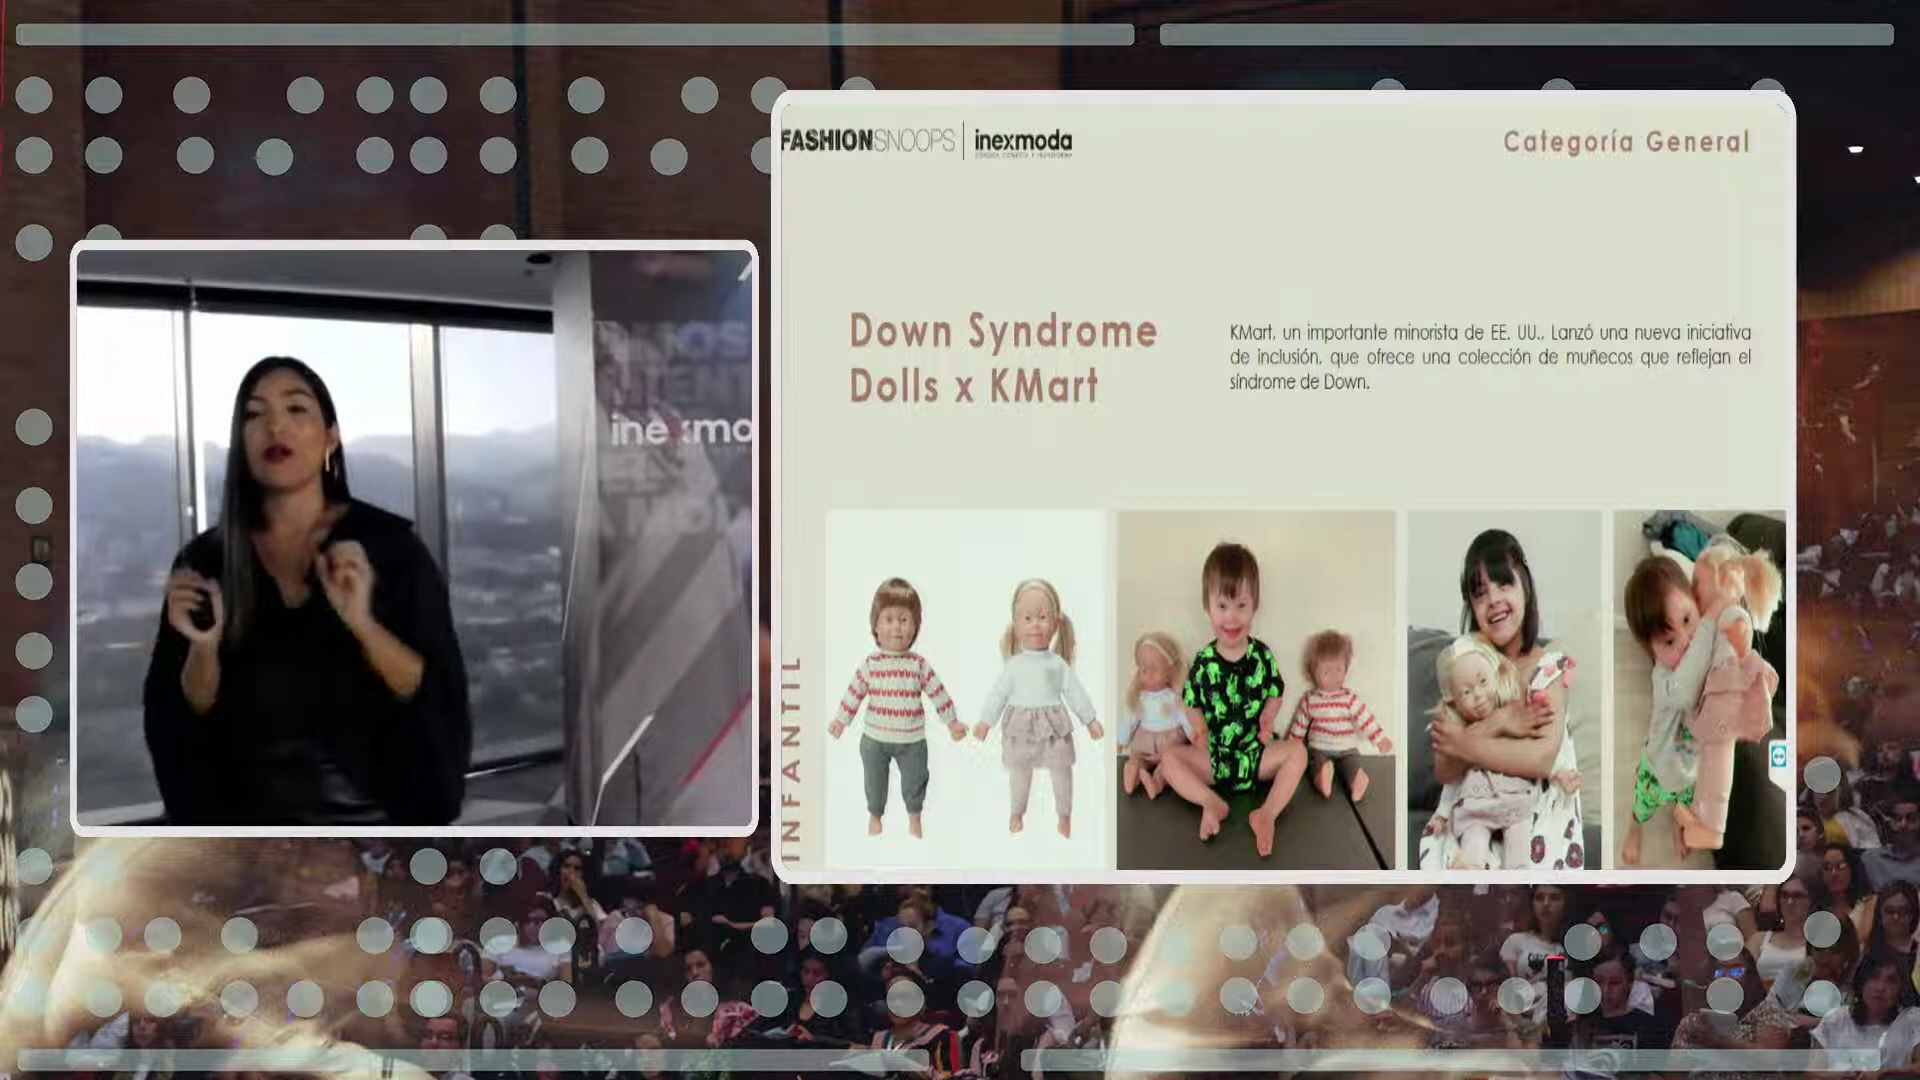 FASHIONSNOOPS | inexmoda
Categoría General
Down Syndrome
Dolls x KMart
KMart, un importante minorista de EE. UU., Lanzó una nueva iniciativa
de inclusión, que ofrece una colección de muñecos que reflejan el
síndrome de Down.
INFANTIL
inexmo